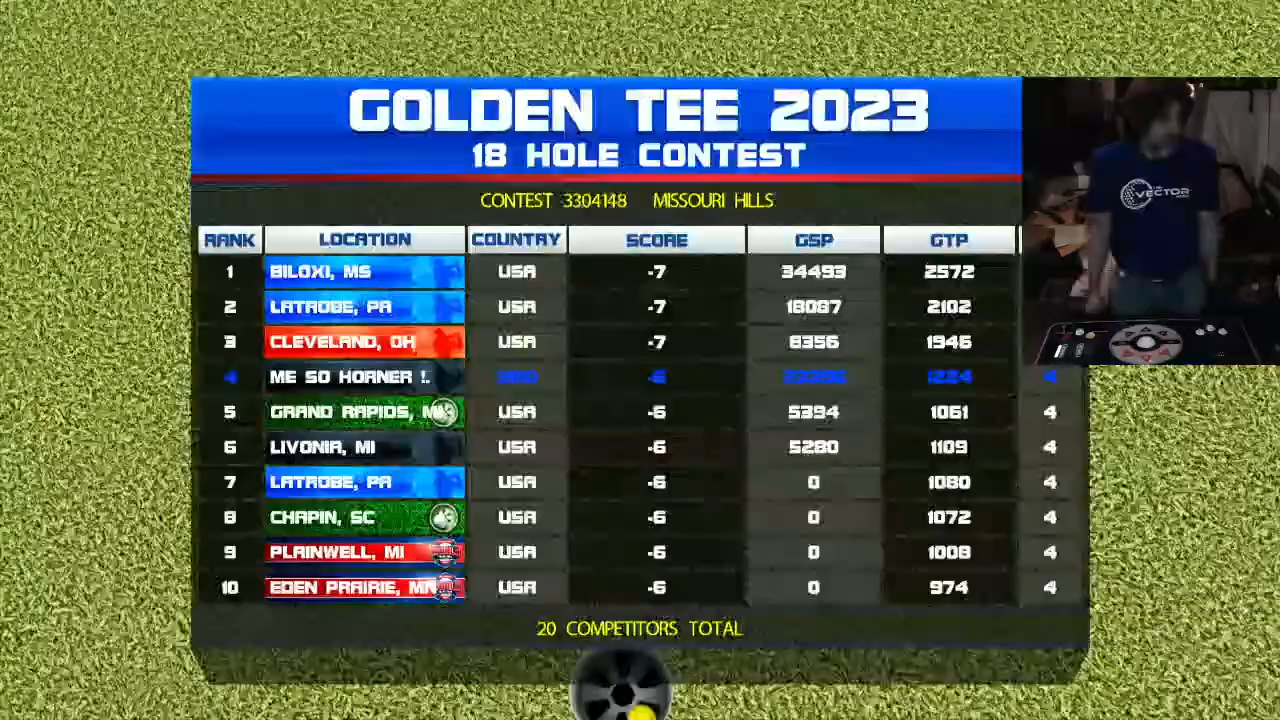 GOLDEN TEE 2023
18 HOLE CONTEST
CONTEST 3304148 MISSOURI HILLS
RANK LOCATION COUNTRY SCORE GSP GTP
1 BILOXI, MS USA -7 34493 2572
2 LATROBE, PA USA -7 18087 2102
3 CLEVELAND, OH USA -7 8356 1946
4 ME SO HORNER !. -6 1224 4
5 GRAND RAPIDS, USA -6 5394 1061 4
6 LIVONIA, MI USA -6 5280 1109 4
7 LATROBE, PA USA -6 0 1080 4
8 CHAPIN, SC USA -6 0 1072 4
9 PLAINWELL, MI USA -6 0 1008 4
10 EDEN PRAIRIE, MN USA -6 0 974 4
20 COMPETITORS TOTAL
VECTOR